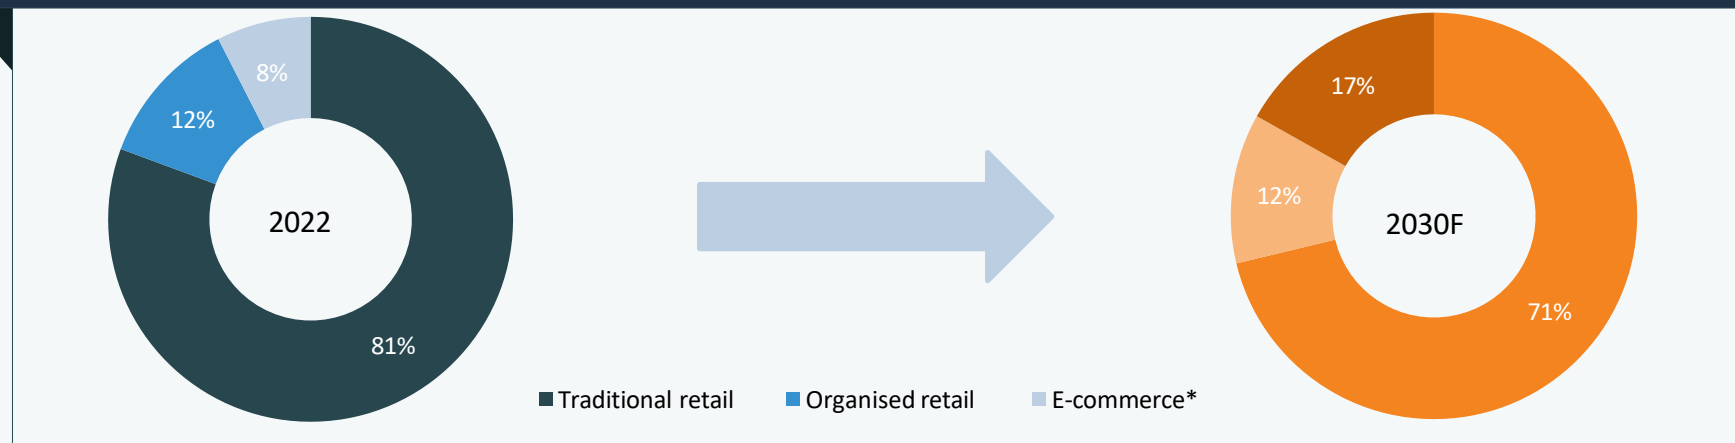 8%
12%
2022
81%
17%
12%
2030F
71%
Traditional retail
Organised retail
E-commerce*